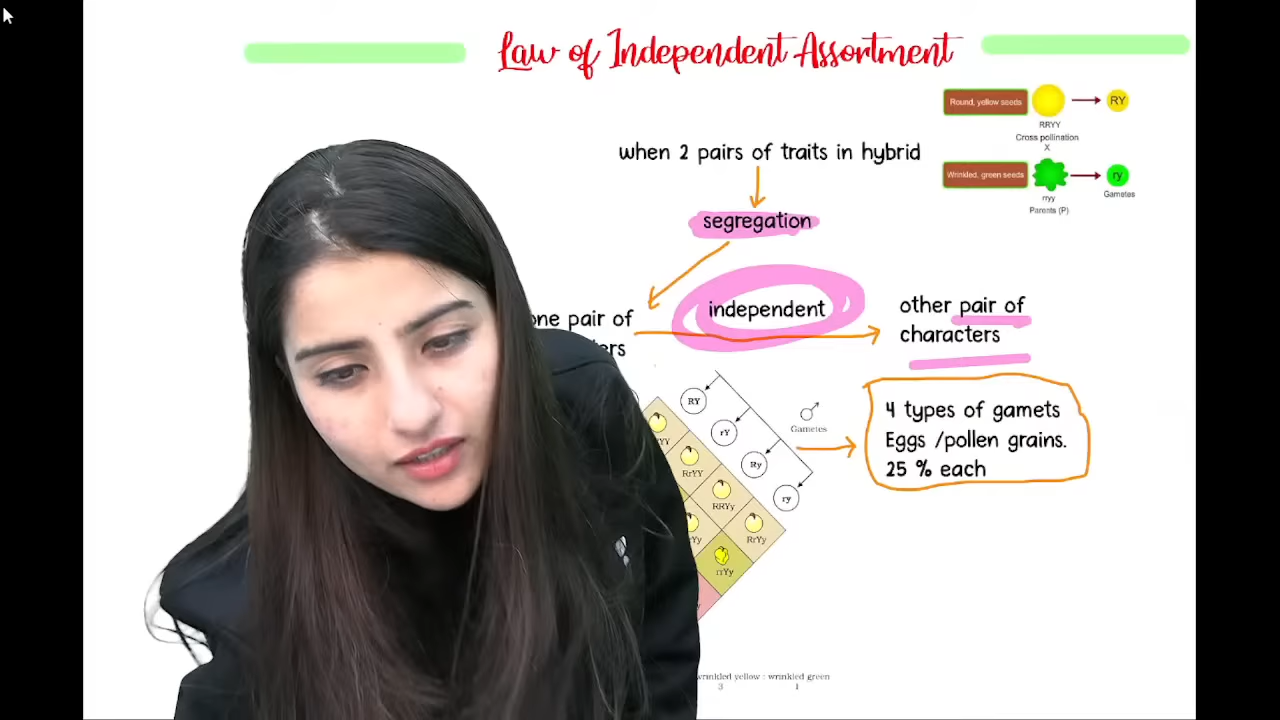 Law of Independent Assortment
Round, yellow seeds
RY
RRYY
Cross pollination
X
Wrinkled, green seeds
ry
Gametes
rryy
Parents (P)
when 2 pairs of traits in hybrid
segregation
one pair of
independent
other pair of
characters
RY
rY
Ry
ry
Gametes
4 types of gamets
Eggs /pollen grains.
25 % each
RrYY
RRYy
RrYy
rrYy
wrinkled yellow : wrinkled green
3 1